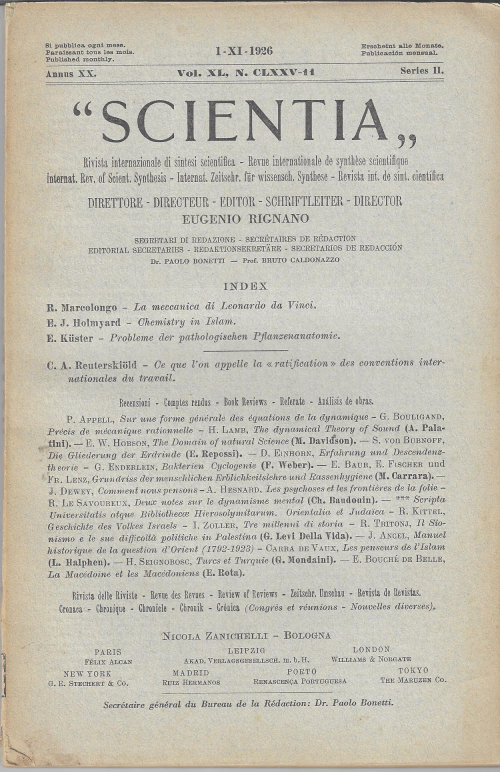 Si pubblica ogni mese.
Paraissant tous les mois.
Published monthly.
1-XI-1926
Erscheint alle Monate.
Publicación mensual.
Annus XX.
Vol. XL, N. CLXXV-11
Series II.
“SCIENTIA„
Rivista internazionale di sintesi scientifica - Revue internationale de synthèse scientifique
Internat. Rev. of Scient. Synthesis - Internat. Zeitschr. für wissensch. Synthese - Revista int. de sint. cientifica
DIRETTORE - DIRECTEUR - EDITOR - SCHRIFTLEITER - DIRECTOR
EUGENIO RIGNANO
SEGRETARI DI REDAZIONE - SECRÉTAIRES DE RÉDACTION
EDITORIAL SECRETARIES - REDAKTIONSEKRETÄRE - SECRETARIOS DE REDACCIÓN
Dr. PAOLO BONETTI — Prof. BRUTO CALDONAZZO
INDEX
R. Marcolongo - La meccanica di Leonardo da Vinci.
E. J. Holmyard - Chemistry in Islam.
E. Küster - Probleme der pathologischen Pflanzenanatomie.
C. A. Reuterskiöld - Ce que l'on appelle la «ratification» des conventions inter-
nationales du travail.
Recensioni - Comptes rendus - Book Reviews - Referate - Análisis de obras.
P. APPELL, Sur une forme générale des équations de la dynamique - G. BOULIGAND,
Précis de mécanique rationnelle - H. LAMB, The dynamical Theory of Sound (A. Pala-
tini). — E. W. HOBSON, The Domain of natural Science (M. Davidson). — S. VON BUBNOFF,
Die Gliederung der Erdrinde (E. Repossi). — D. EINHORN, Erfahrung und Descendenz-
theorie - G. ENDERLEIN, Bakterien Cyclogenie (F. Weber). — E. BAUR, E. FISCHER und
FR. LENZ, Grundriss der menschlichen Erblichkeitslehre und Rassenhygiene (M. Carrara). —
J. DEWEY, Comment nous pensons - A. HESNARD, Les psychoses et les frontières de la folie -
R. LE SAVOUREUX, Deux notes sur le dynamisme mental (Ch. Baudouin). — *** Scripta
Universitatis atque Bibliothecæ Hierosolymitarum, Orientalia et Judaica - R. KITTEL,
Geschichte des Volkes Israels - I. ZOLLER, Tre millenni di storia - R. TRITONJ, Il Sio-
nismo e le sue difficoltà politiche in Palestina (G. Levi Della Vida). — J. ANCEL, Manuel
historique de la question d'Orient (1792-1923) - CARRA DE VAUX, Les penseurs de l'Islam
(L. Halphen). — H. SEIGNOBOSC, Turcs et Turquie (G. Mondaini). — E. BOUCHÉ DE BELLE,
La Macédoine et les Macédoniens (E. Rota).
Rivista delle Riviste - Revue des Revues - Review of Reviews - Zeitschr. Umschau - Revista de Revistas.
Cronaca - Chronique - Chronicle - Chronik - Crónica (Congrès et réunions - Nouvelles diverses).
NICOLA ZANICHELLI - BOLOGNA
PARIS
FÉLIX ALCAN
LEIPZIG
AKAD. VERLAGSGESELLSCH. m. b. H.
LONDON
WILLIAMS & NORGATE
NEW YORK
G. E. STECHERT & Co.
MADRID
RUIZ HERMANOS
PORTO
RENASCENÇA PORTUGUESA
TOKYO
THE MARUZEN Co.
Secrétaire général du Bureau de la Rédaction: Dr. Paolo Bonetti.